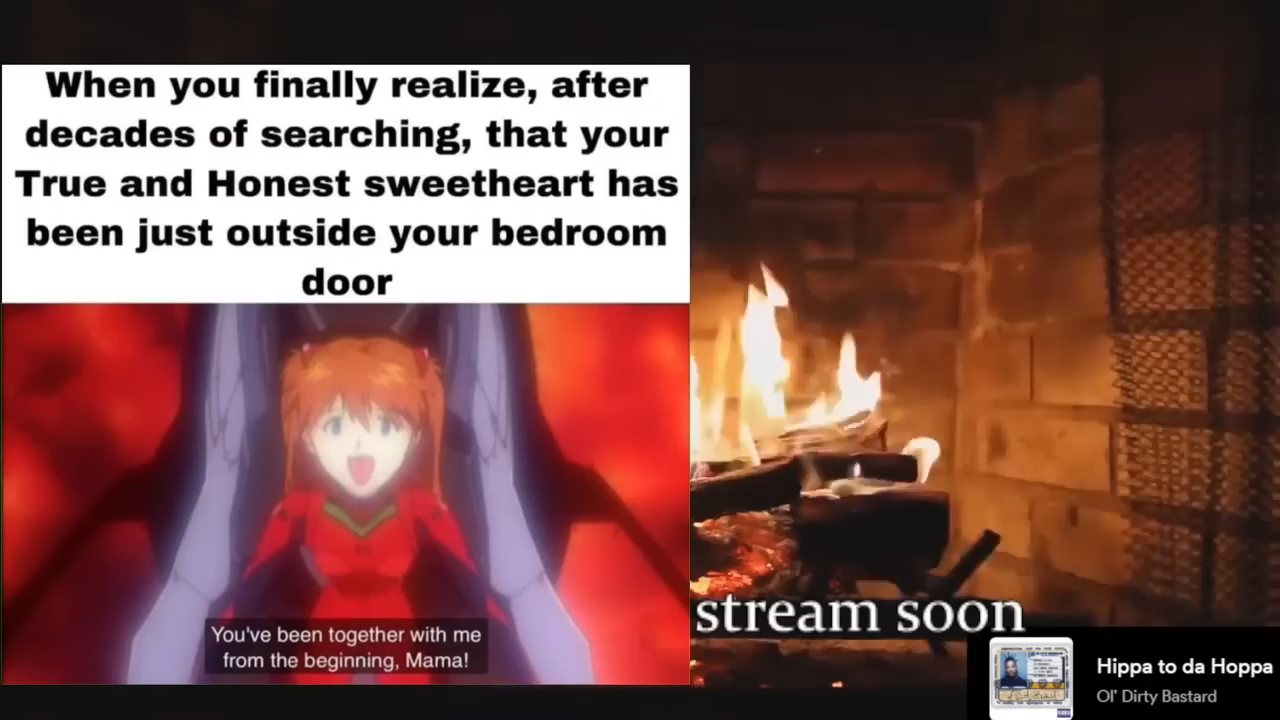 When you finally realize, after
decades of searching, that your
True and Honest sweetheart has
been just outside your bedroom
door
You've been together with me
from the beginning, Mama!
stream soon
Hippa to da Hoppa
Ol' Dirty Bastard